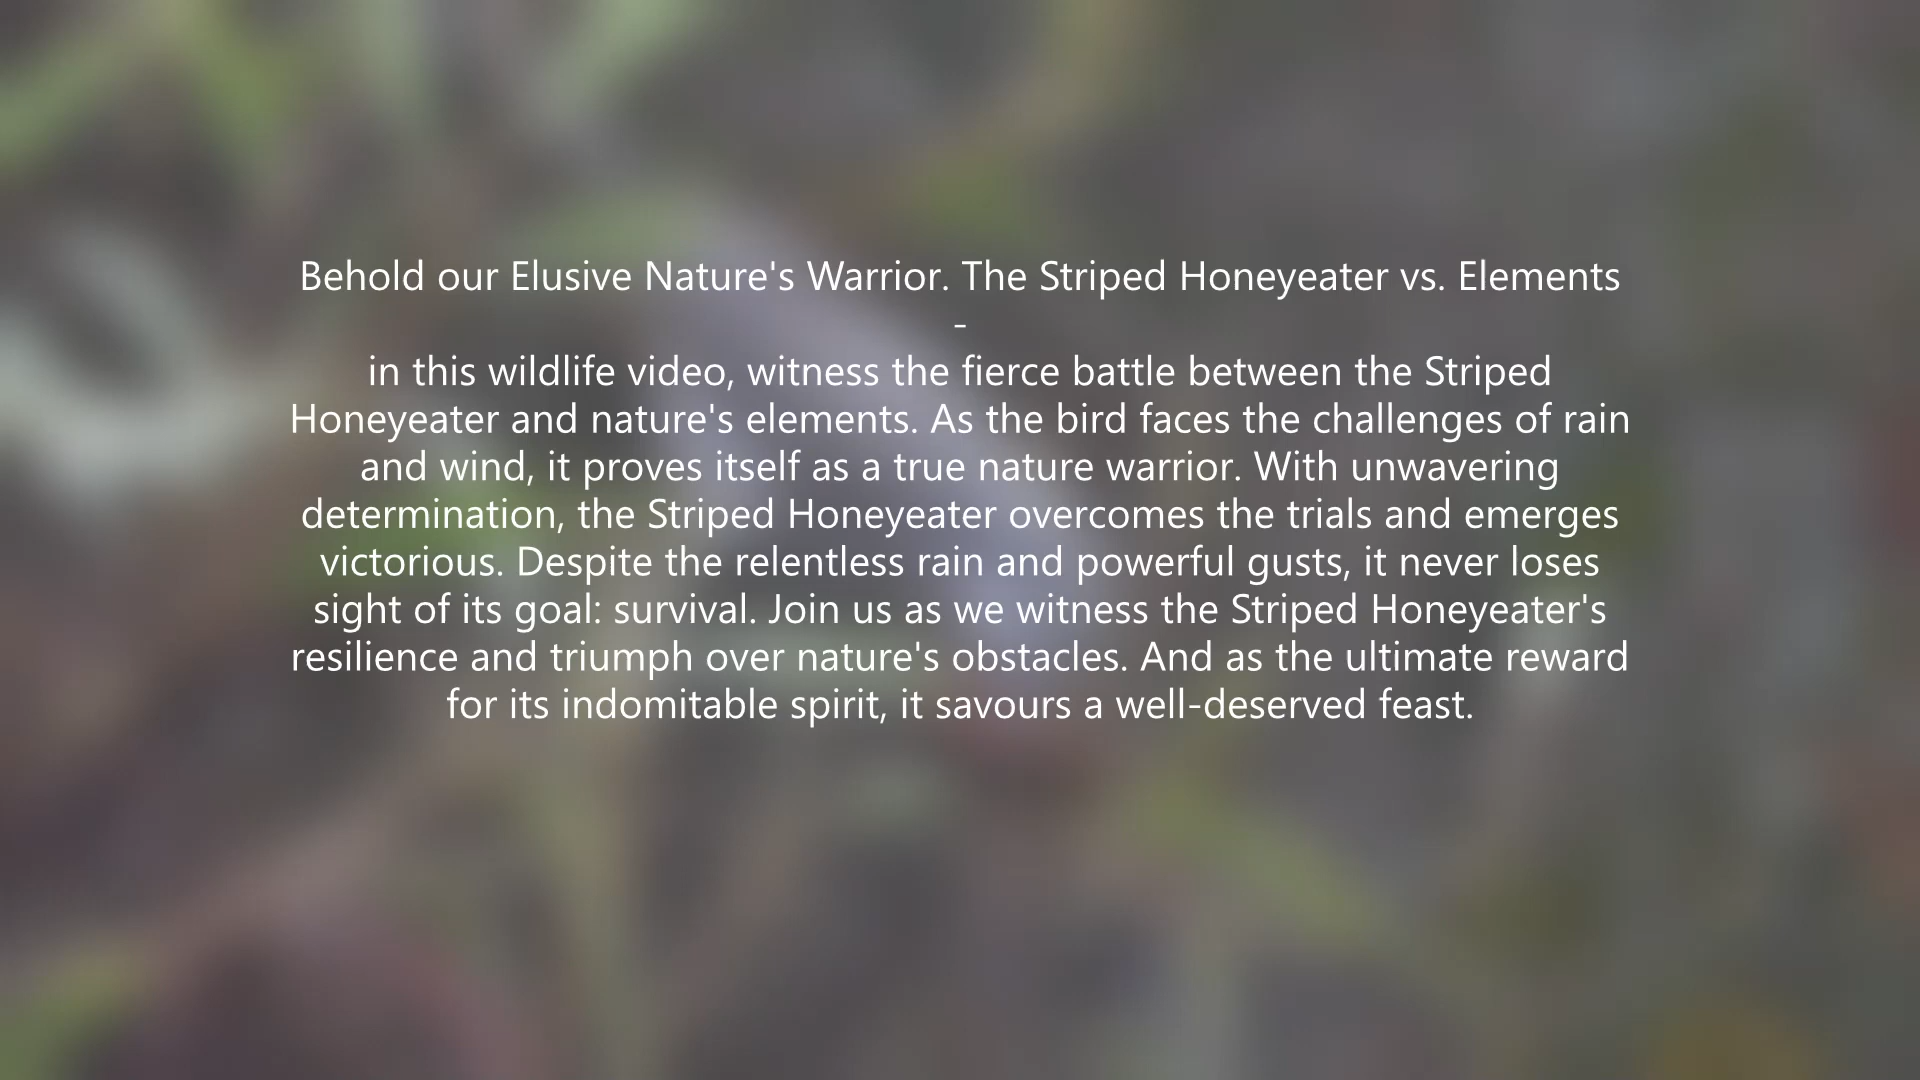 Behold our Elusive Nature's Warrior. The Striped Honeyeater vs. Elements
-
in this wildlife video, witness the fierce battle between the Striped
Honeyeater and nature's elements. As the bird faces the challenges of rain
and wind, it proves itself as a true nature warrior. With unwavering
determination, the Striped Honeyeater overcomes the trials and emerges
victorious. Despite the relentless rain and powerful gusts, it never loses
sight of its goal: survival. Join us as we witness the Striped Honeyeater's
resilience and triumph over nature's obstacles. And as the ultimate reward
for its indomitable spirit, it savours a well-deserved feast.